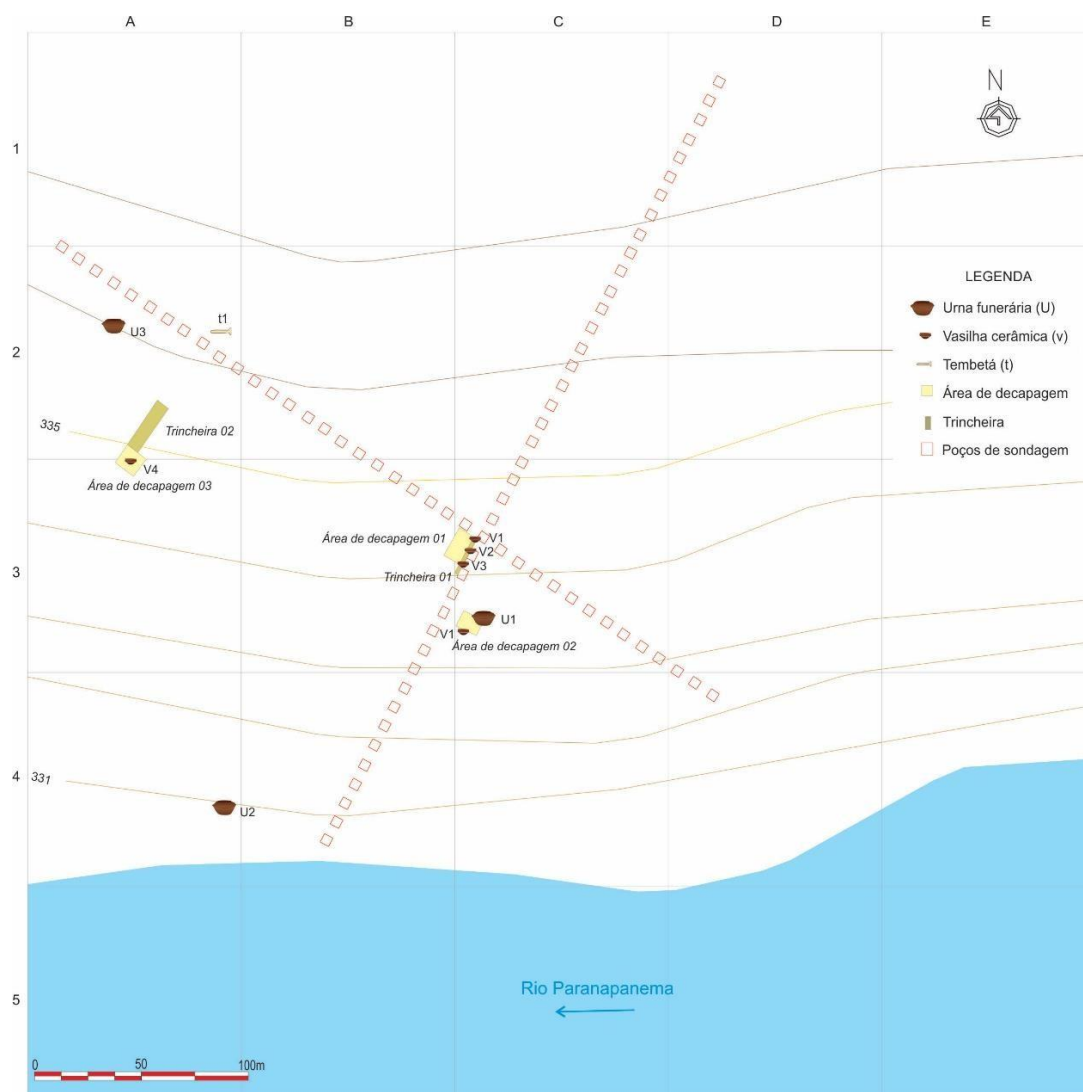 A
B
C
D
E
N
1
LEGENDA
Urna funerária (U)
Vasilha cerâmica (v)
Tembetá (t)
Área de decapagem
Trincheira
Poços de sondagem
t1
U3
2
335
Trincheira 02
V4
Área de decapagem 03
Área de decapagem 01
V1
V2
V3
Trincheira 01
3
U1
V1
Área de decapagem 02
4
331
U2
5
Rio Paranapanema
0
50
100m